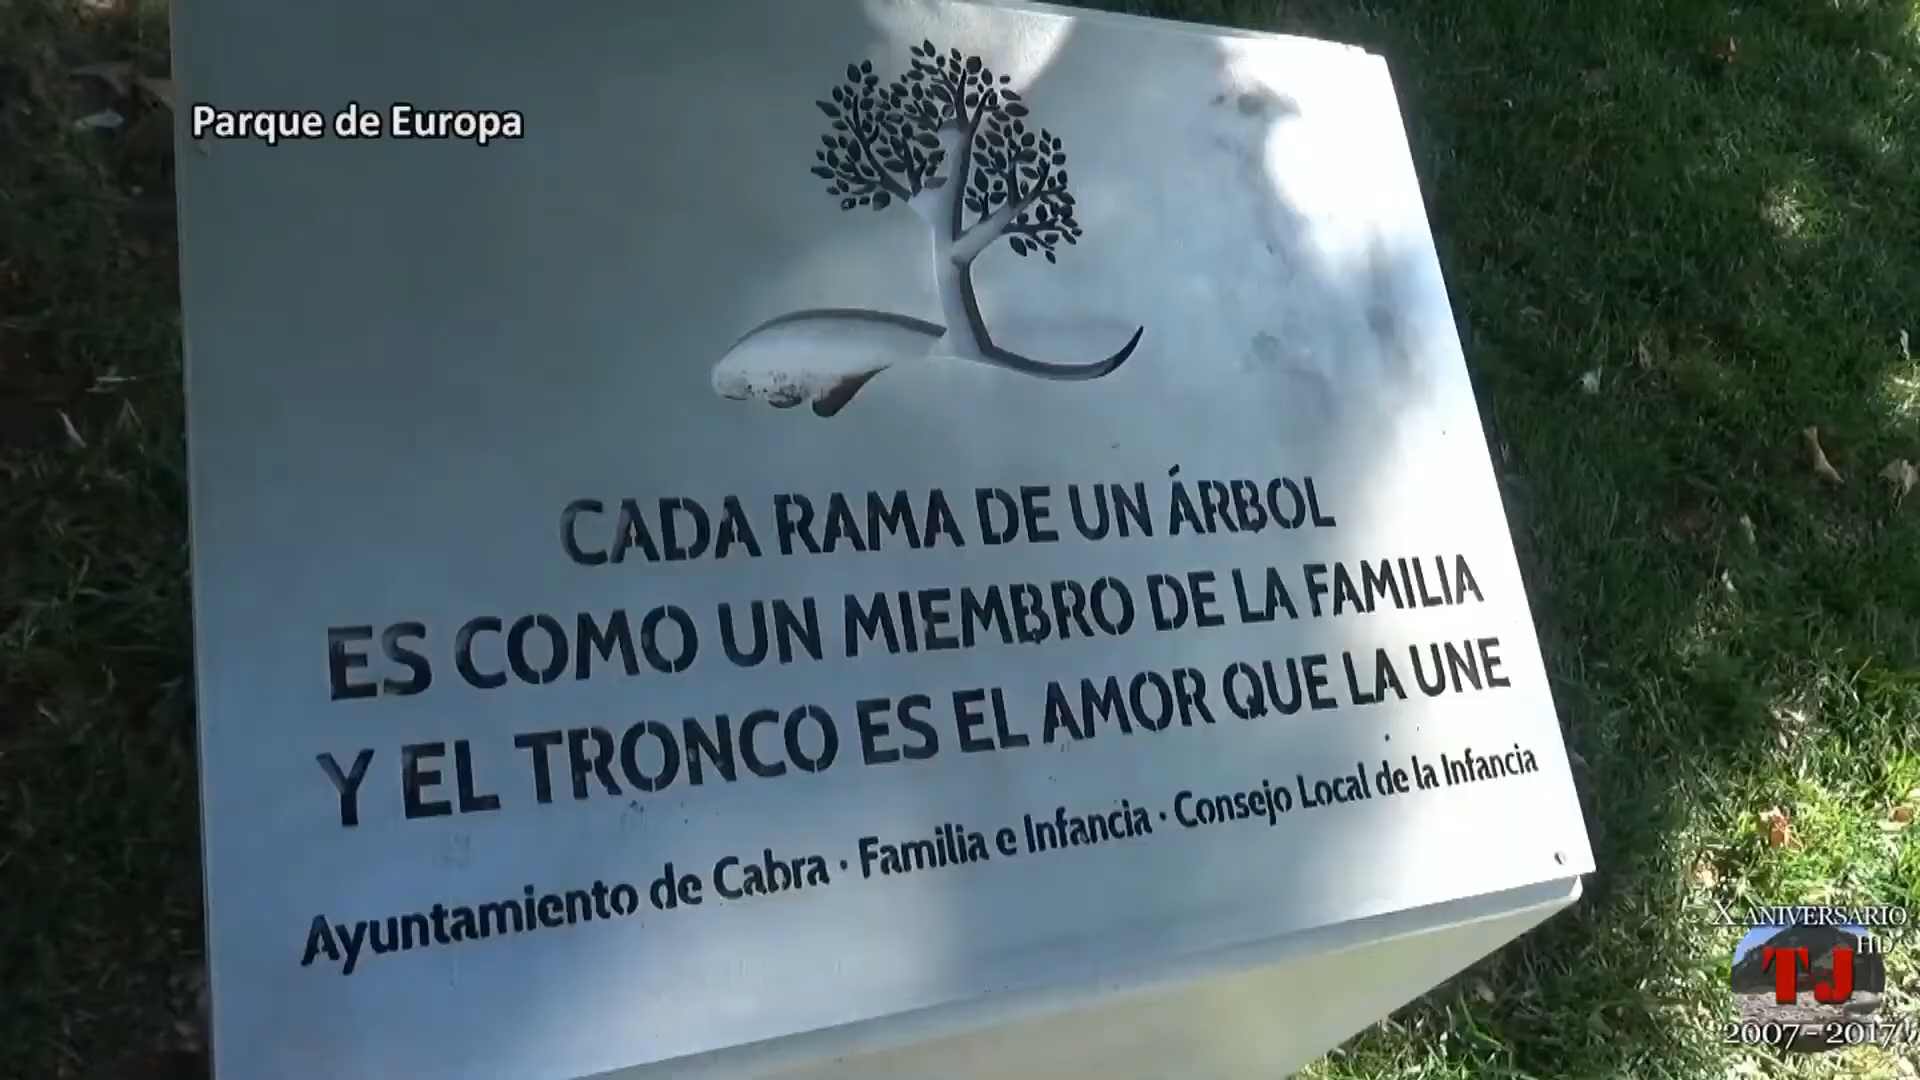 Parque de Europa
CADA RAMA DE UN ÁRBOL
ES COMO UN MIEMBRO DE LA FAMILIA
Y EL TRONCO ES EL AMOR QUE LA UNE
Ayuntamiento de Cabra · Familia e Infancia · Consejo Local de la Infancia
X ANIVERSARIO
HD
TJ
2007 - 2017